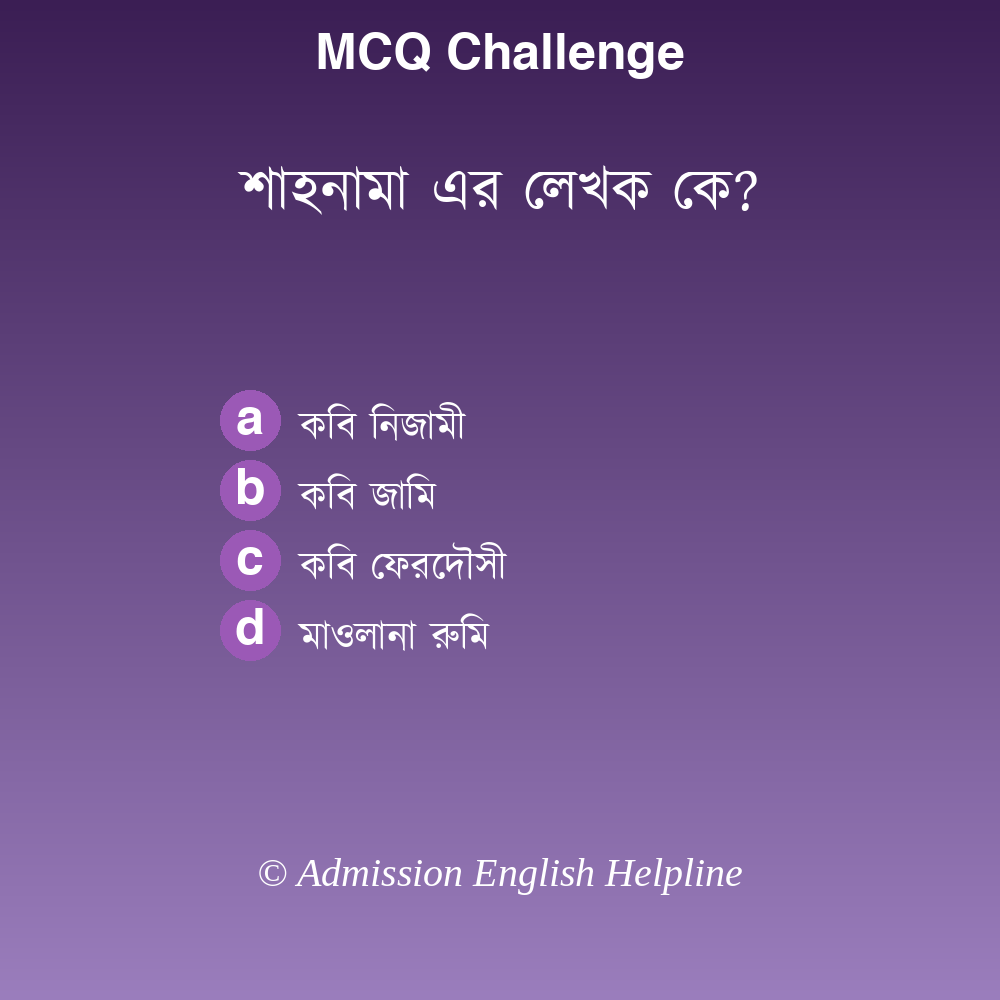 MCQ Challenge
শাহনামা এর লেখক কে?
a কবি নিজামী
b কবি জামি
c কবি ফেরদৌসী
d মাওলানা রুমি
© Admission English Helpline